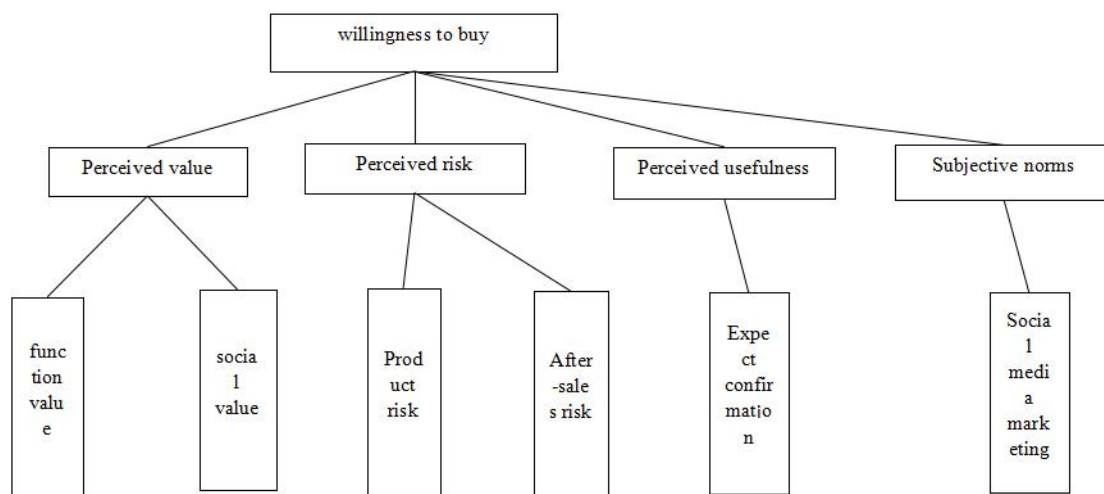 willingness to buy
Perceived value
Perceived risk
Perceived usefulness
Subjective norms
func
tion
valu
e
socia
l
value
Prod
uct
risk
After
-sale
s risk
Expe
ct
confir
matio
n
Socia
l
medi
a
mark
eting